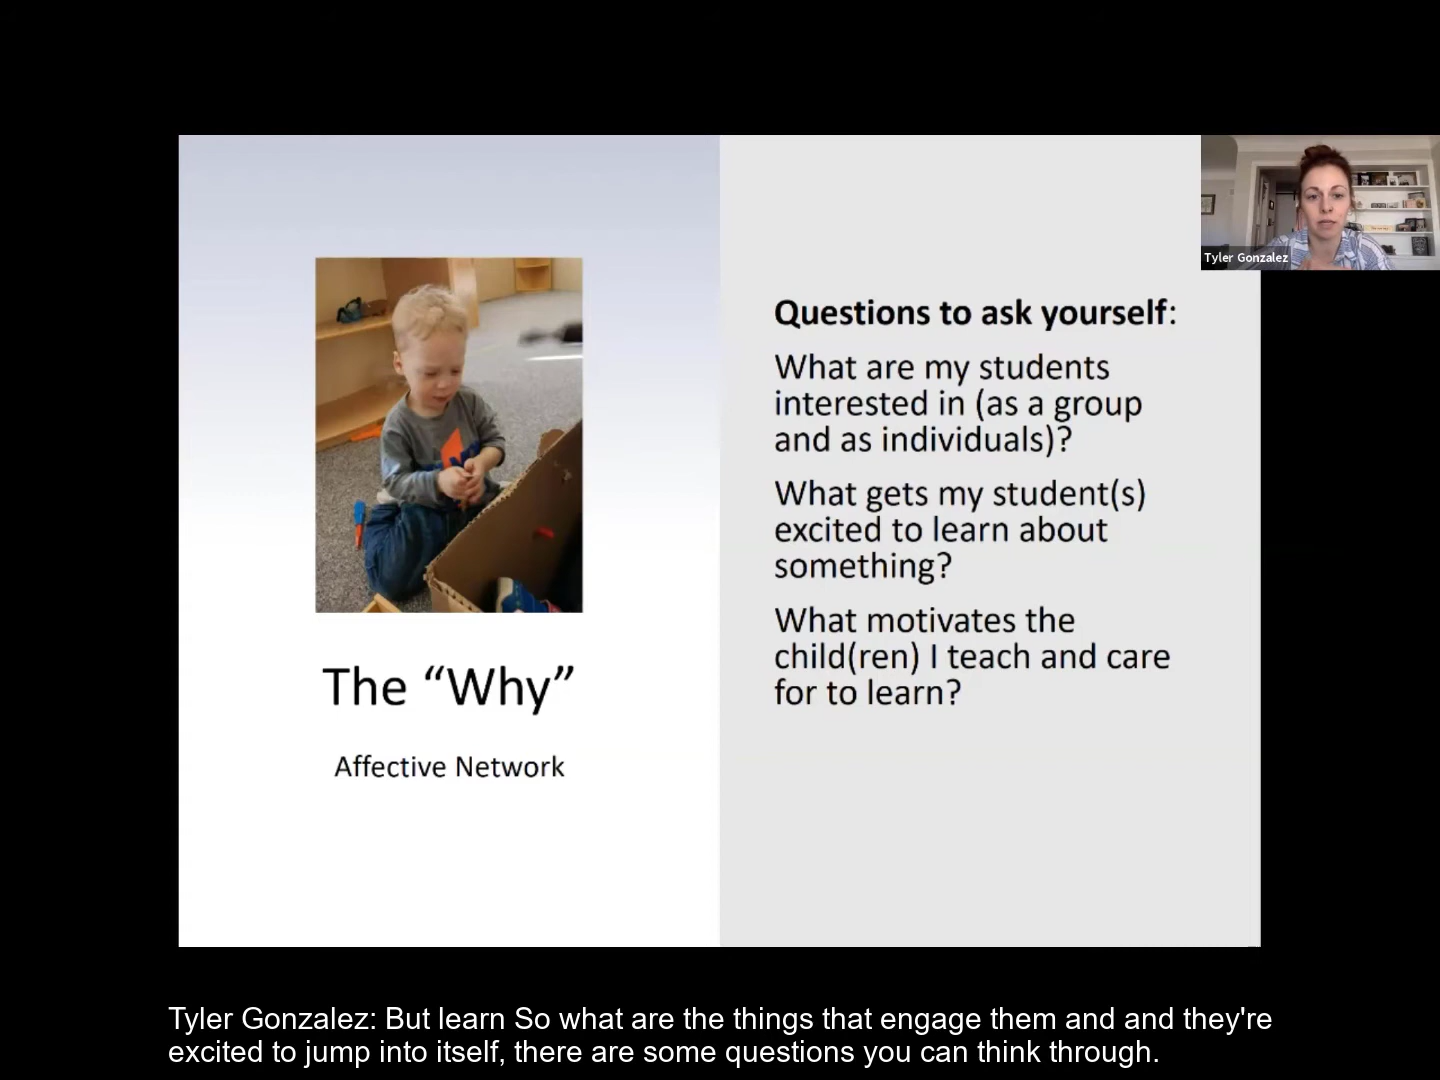 Tyler Gonzalez
Questions to ask yourself:
What are my students
interested in (as a group
and as individuals)?
What gets my student(s)
excited to learn about
something?
What motivates the
child(ren) I teach and care
for to learn?
The “Why”
Affective Network
Tyler Gonzalez: But learn So what are the things that engage them and and they're
excited to jump into itself, there are some questions you can think through.